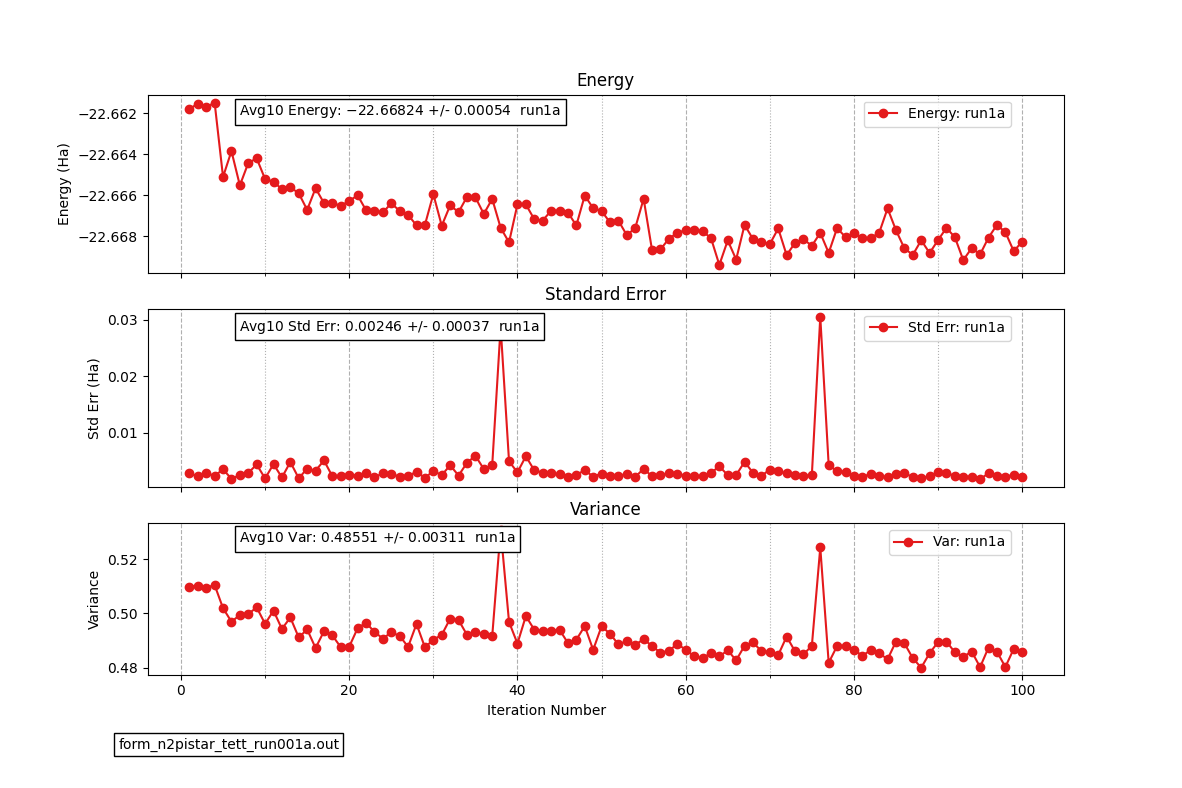 Energy
Avg10 Energy: −22.66824 +/- 0.00054 run1a
Energy: run1a
Energy (Ha)
−22.662
−22.664
−22.666
−22.668
Standard Error
Avg10 Std Err: 0.00246 +/- 0.00037 run1a
Std Err: run1a
Std Err (Ha)
0.03
0.02
0.01
Variance
Avg10 Var: 0.48551 +/- 0.00311 run1a
Var: run1a
Variance
0.52
0.50
0.48
0 20 40 60 80 100
Iteration Number
form_n2pistar_tett_run001a.out